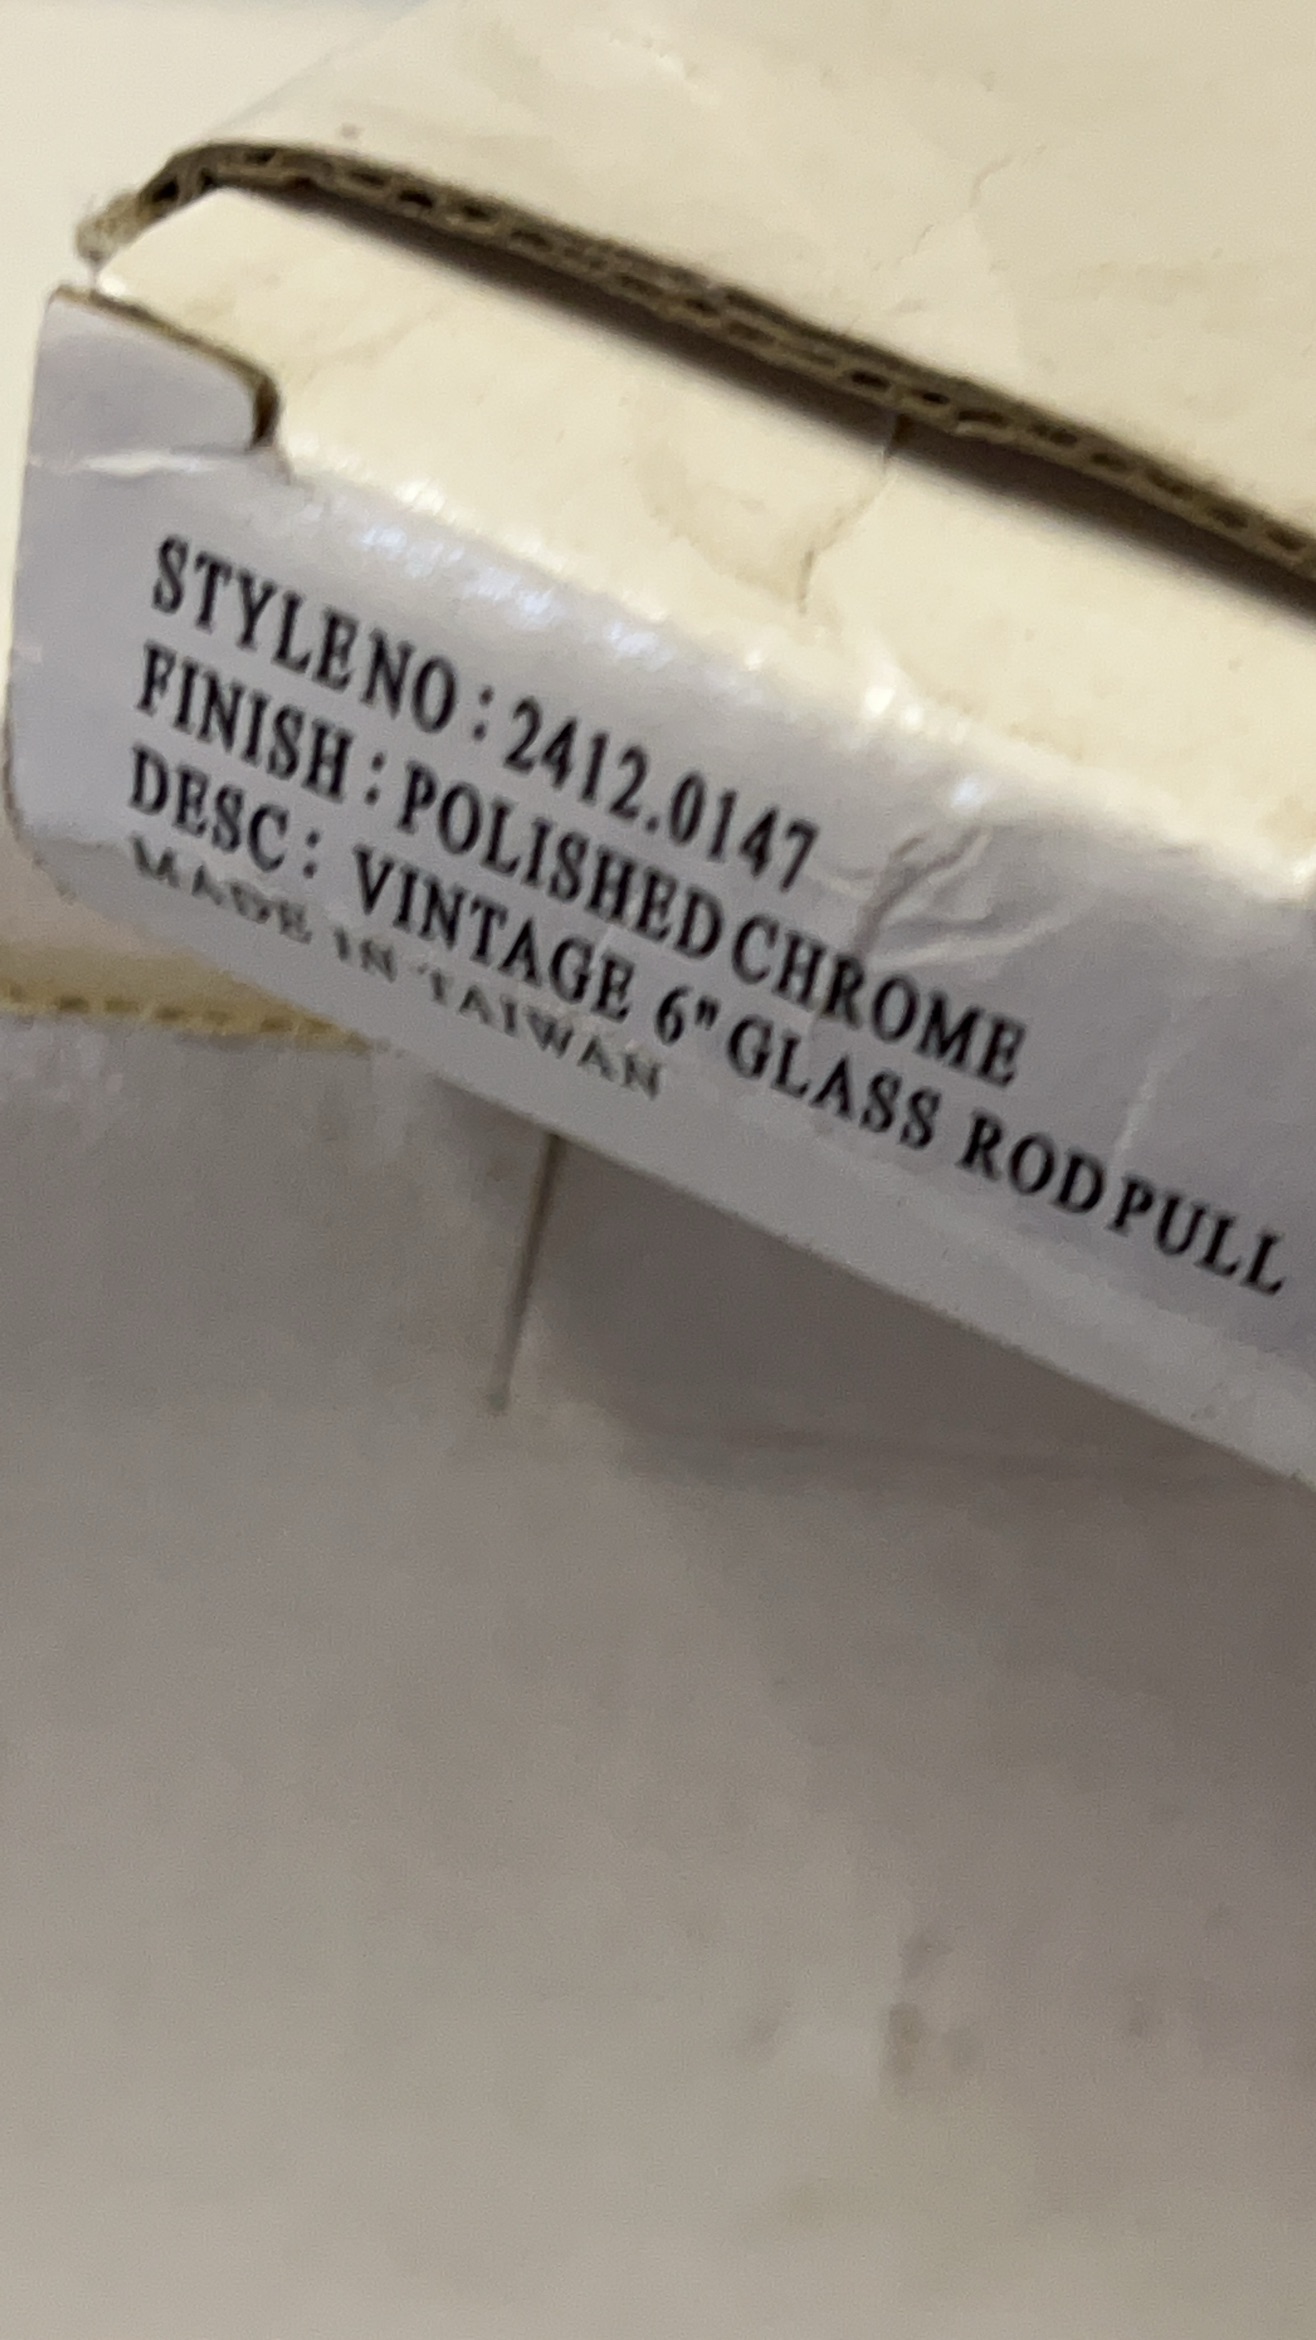 STYLE NO : 2412.0147
FINISH : POLISHED CHROME
DESC : VINTAGE 6" GLASS ROD PULL
MADE IN TAIWAN